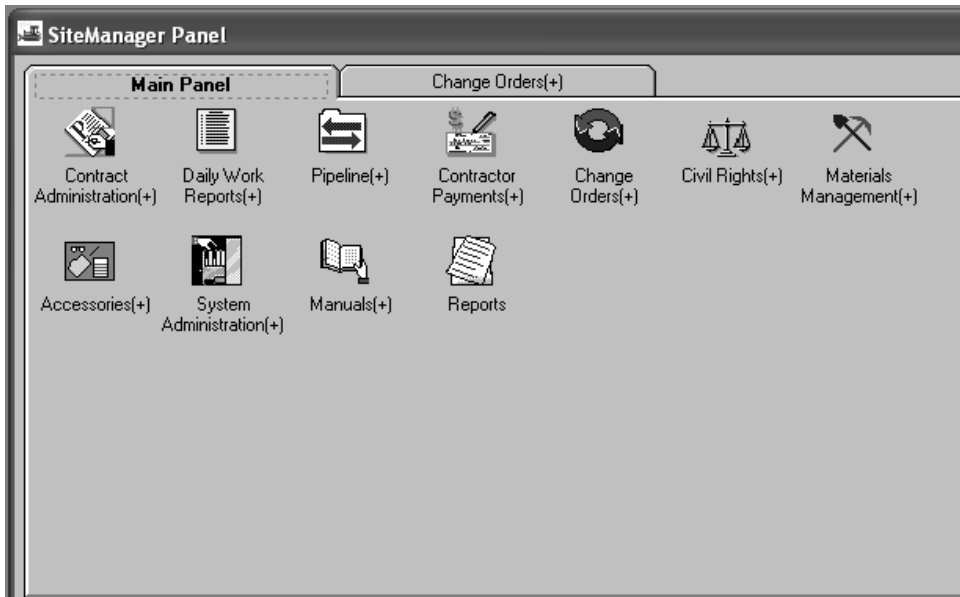 SiteManager Panel
Main Panel
Change Orders(+)
Contract
Administration(+)
Daily Work
Reports(+)
Pipeline(+)
Contractor
Payments(+)
Change
Orders(+)
Civil Rights(+)
Materials
Management(+)
Accessories(+)
System
Administration(+)
Manuals(+)
Reports